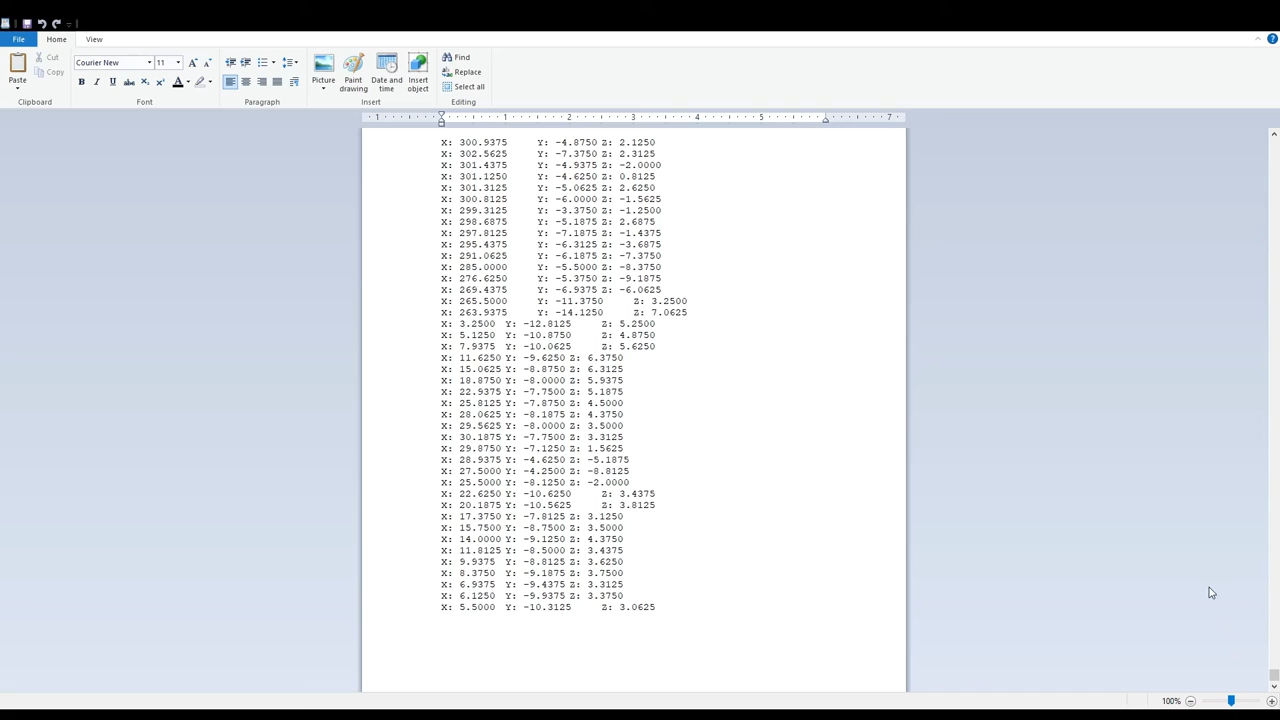 File Home View
Cut
Copy
Paste
Courier New 11
Picture
Paint drawing
Date and time
Insert object
Find
Replace
Select all
Clipboard Font Paragraph Insert Editing
1 1 2 3 4 5 7
X: 300.9375 Y: -4.8750 Z: 2.1250
X: 302.5625 Y: -7.3750 Z: 2.3125
X: 301.4375 Y: -4.9375 Z: -2.0000
X: 301.1250 Y: -4.6250 Z: 0.8125
X: 301.3125 Y: -5.0625 Z: 2.6250
X: 300.8125 Y: -6.0000 Z: -1.5625
X: 299.3125 Y: -3.3750 Z: -1.2500
X: 298.6875 Y: -5.1875 Z: 2.6875
X: 297.8125 Y: -7.1875 Z: -1.4375
X: 295.4375 Y: -6.3125 Z: -3.6875
X: 291.0625 Y: -6.1875 Z: -7.3750
X: 285.0000 Y: -5.5000 Z: -8.3750
X: 276.6250 Y: -5.3750 Z: -9.1875
X: 269.4375 Y: -6.9375 Z: -6.0625
X: 265.5000 Y: -11.3750 Z: 3.2500
X: 263.9375 Y: -14.1250 Z: 7.0625
X: 3.2500 Y: -12.8125 Z: 5.2500
X: 5.1250 Y: -10.8750 Z: 4.8750
X: 7.9375 Y: -10.0625 Z: 5.6250
X: 11.6250 Y: -9.6250 Z: 6.3750
X: 15.0625 Y: -8.8750 Z: 6.3125
X: 18.8750 Y: -8.0000 Z: 5.9375
X: 22.9375 Y: -7.7500 Z: 5.1875
X: 25.8125 Y: -7.8750 Z: 4.5000
X: 28.0625 Y: -8.1875 Z: 4.3750
X: 29.5625 Y: -8.0000 Z: 3.5000
X: 30.1875 Y: -7.7500 Z: 3.3125
X: 29.8750 Y: -7.1250 Z: 1.5625
X: 28.9375 Y: -4.6250 Z: -5.1875
X: 27.5000 Y: -4.2500 Z: -8.8125
X: 25.5000 Y: -8.1250 Z: -2.0000
X: 22.6250 Y: -10.6250 Z: 3.4375
X: 20.1875 Y: -10.5625 Z: 3.8125
X: 17.3750 Y: -7.8125 Z: 3.1250
X: 15.7500 Y: -8.7500 Z: 3.5000
X: 14.0000 Y: -9.1250 Z: 4.3750
X: 11.8125 Y: -8.5000 Z: 3.4375
X: 9.9375 Y: -8.8125 Z: 3.6250
X: 8.3750 Y: -9.1875 Z: 3.7500
X: 6.9375 Y: -9.4375 Z: 3.3125
X: 6.1250 Y: -9.9375 Z: 3.3750
X: 5.5000 Y: -10.3125 Z: 3.0625
100%